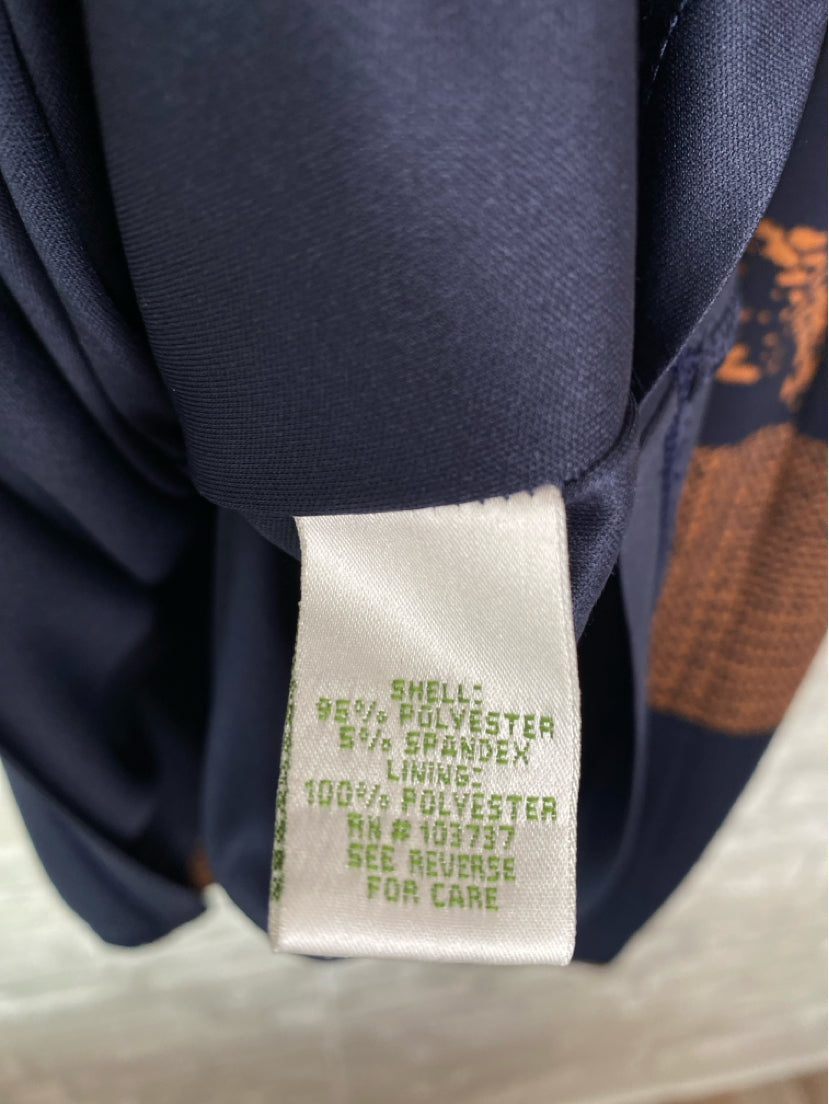 SHELL:
95% POLYESTER
5% SPANDEX
LINING:
100% POLYESTER
RN # 103737
SEE REVERSE
FOR CARE